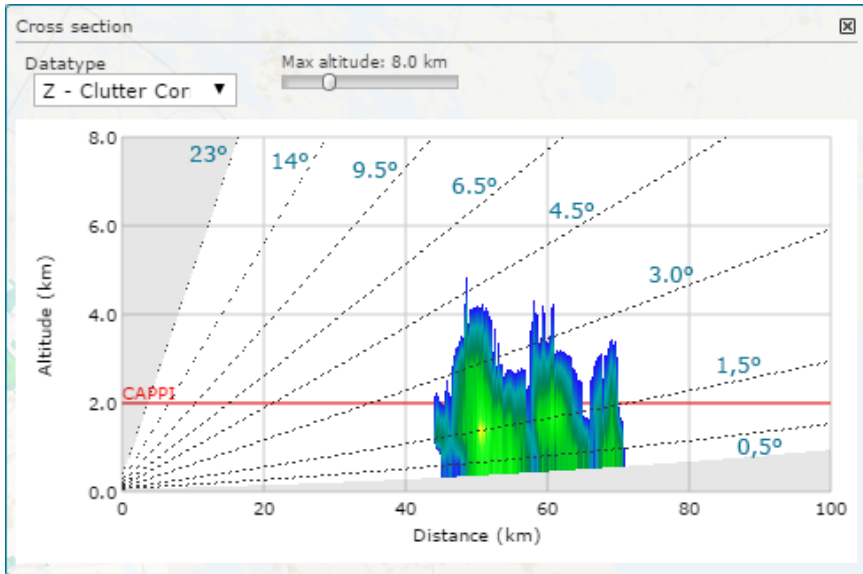 Cross section
Datatype
Max altitude: 8.0 km
Z - Clutter Cor
8.0
23º
14º
9.5º
6.5º
4.5º
6.0
3.0º
4.0
1,5º
CAPPI
2.0
0,5º
0.0
0 20 40 60 80 100
Altitude (km)
Distance (km)